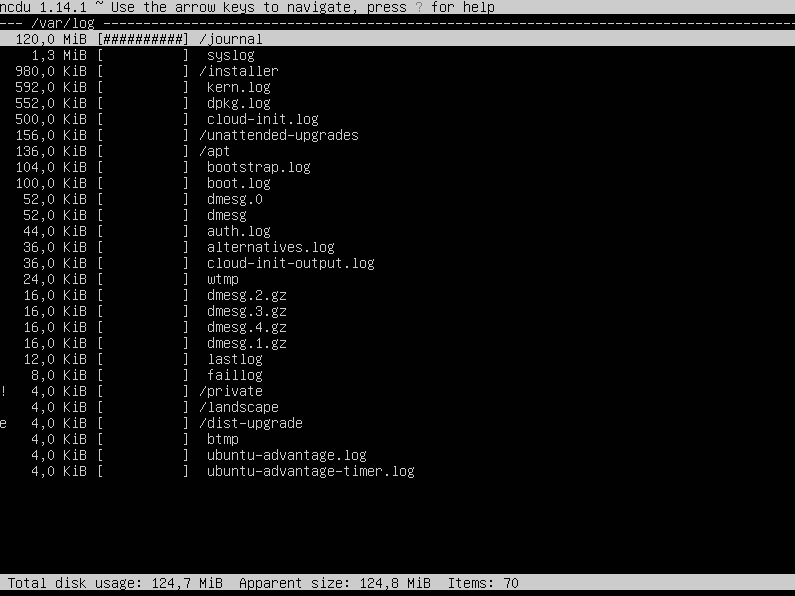 ncdu 1.14.1 ~ Use the arrow keys to navigate, press ? for help
--- /var/log ----------------------------------------------------------------------------------------
  120,0 MiB [##########] /journal
    1,3 MiB [          ]  syslog
  980,0 KiB [          ] /installer
  592,0 KiB [          ]  kern.log
  552,0 KiB [          ]  dpkg.log
  500,0 KiB [          ]  cloud-init.log
  156,0 KiB [          ] /unattended-upgrades
  136,0 KiB [          ] /apt
  104,0 KiB [          ]  bootstrap.log
  100,0 KiB [          ]  boot.log
   52,0 KiB [          ]  dmesg.0
   52,0 KiB [          ]  dmesg
   44,0 KiB [          ]  auth.log
   36,0 KiB [          ]  alternatives.log
   36,0 KiB [          ]  cloud-init-output.log
   24,0 KiB [          ]  wtmp
   16,0 KiB [          ]  dmesg.2.gz
   16,0 KiB [          ]  dmesg.3.gz
   16,0 KiB [          ]  dmesg.4.gz
   16,0 KiB [          ]  dmesg.1.gz
   12,0 KiB [          ]  lastlog
    8,0 KiB [          ]  faillog
!   4,0 KiB [          ] /private
    4,0 KiB [          ] /landscape
e   4,0 KiB [          ] /dist-upgrade
    4,0 KiB [          ]  btmp
    4,0 KiB [          ]  ubuntu-advantage.log
    4,0 KiB [          ]  ubuntu-advantage-timer.log
Total disk usage: 124,7 MiB  Apparent size: 124,8 MiB  Items: 70